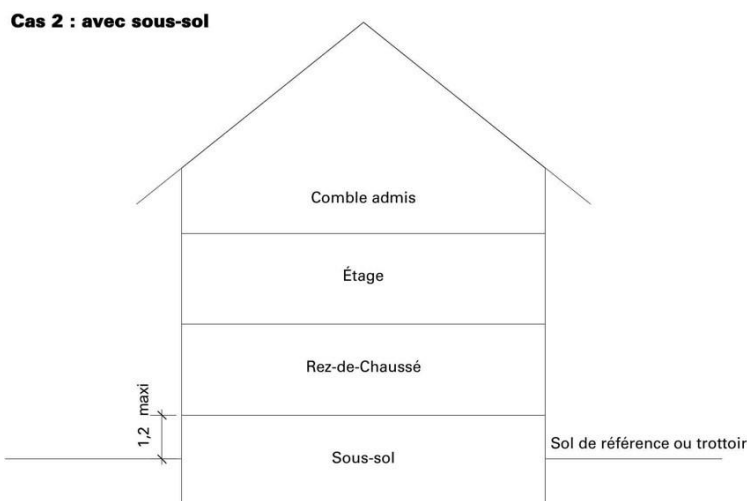 Cas 2 : avec sous-sol
Comble admis
Étage
Rez-de-Chaussé
1,2 maxi
Sol de référence ou trottoir
Sous-sol